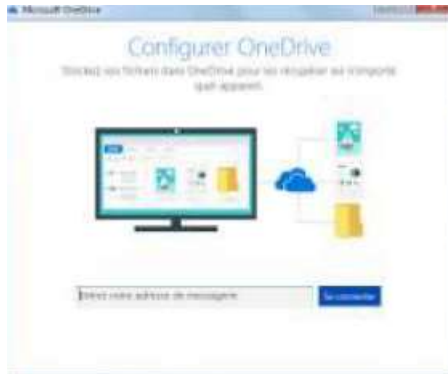 Microsoft OneDrive
Configurer OneDrive
Stockez vos fichiers dans OneDrive pour les récupérer sur n'importe
quel appareil.
Entrez votre adresse de messagerie
Se connecter